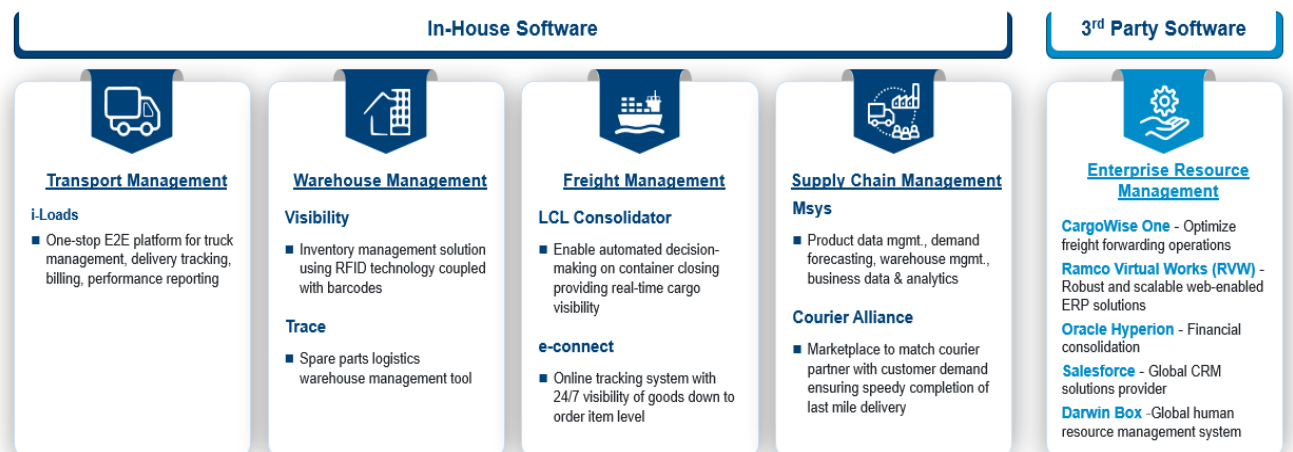 In-House Software
3rd Party Software
Transport Management
i-Loads
■ One-stop E2E platform for truck
management, delivery tracking,
billing, performance reporting
Warehouse Management
Visibility
■ Inventory management solution
using RFID technology coupled
with barcodes
Trace
■ Spare parts logistics
warehouse management tool
Freight Management
LCL Consolidator
■ Enable automated decision-
making on container closing
providing real-time cargo
visibility
e-connect
■ Online tracking system with
24/7 visibility of goods down to
order item level
Supply Chain Management
Msys
■ Product data mgmt., demand
forecasting, warehouse mgmt.,
business data & analytics
Courier Alliance
■ Marketplace to match courier
partner with customer demand
ensuring speedy completion of
last mile delivery
Enterprise Resource
Management
CargoWise One - Optimize
freight forwarding operations
Ramco Virtual Works (RVW) -
Robust and scalable web-enabled
ERP solutions
Oracle Hyperion - Financial
consolidation
Salesforce - Global CRM
solutions provider
Darwin Box -Global human
resource management system